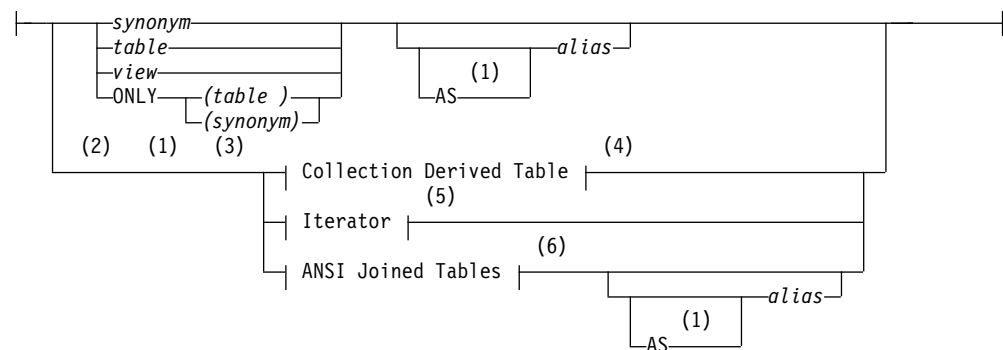 synonym
alias
table
(1)
view
AS
ONLY
(table )
(synonym)
(2) (1) (3)
(4)
Collection Derived Table
(5)
Iterator
(6)
ANSI Joined Tables
alias
(1)
AS